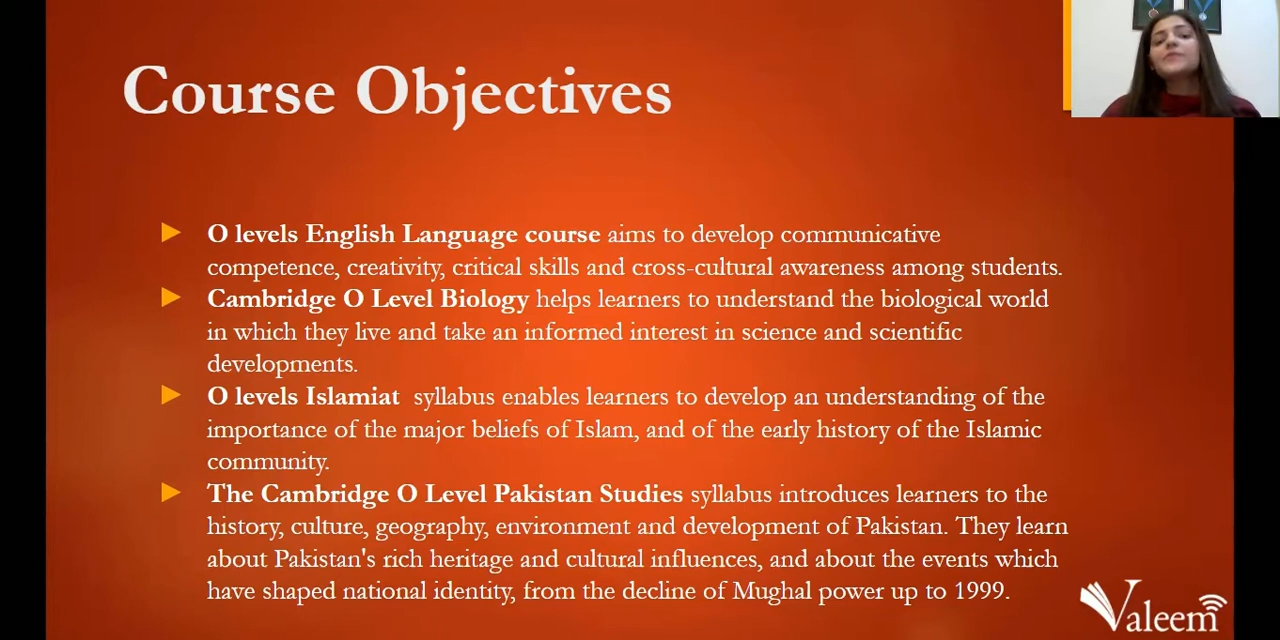 Course Objectives
O levels English Language course aims to develop communicative
competence, creativity, critical skills and cross-cultural awareness among students.
Cambridge O Level Biology helps learners to understand the biological world
in which they live and take an informed interest in science and scientific
developments.
O levels Islamiat syllabus enables learners to develop an understanding of the
importance of the major beliefs of Islam, and of the early history of the Islamic
community.
The Cambridge O Level Pakistan Studies syllabus introduces learners to the
history, culture, geography, environment and development of Pakistan. They learn
about Pakistan's rich heritage and cultural influences, and about the events which
have shaped national identity, from the decline of Mughal power up to 1999.
Valeem